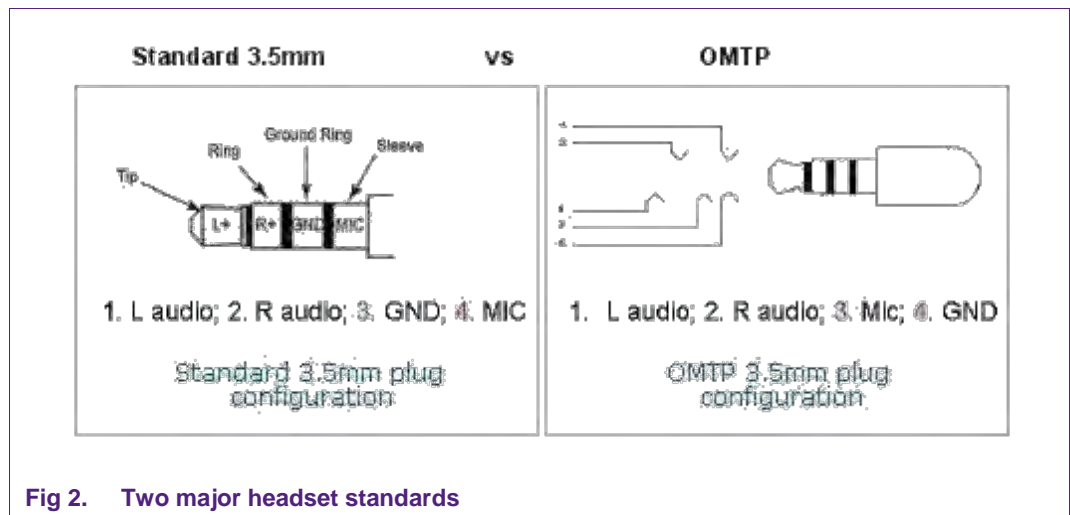 Standard 3.5mm vs OMTP
Ground Ring
Ring
Sleeve
Tip
L+ R+ GND MIC
1. L audio; 2. R audio; 3. GND; 4. MIC
Standard 3.5mm plug
configuration
1. L audio; 2. R audio; 3. Mic; 4. GND
OMTP 3.5mm plug
configuration
Fig 2. Two major headset standards